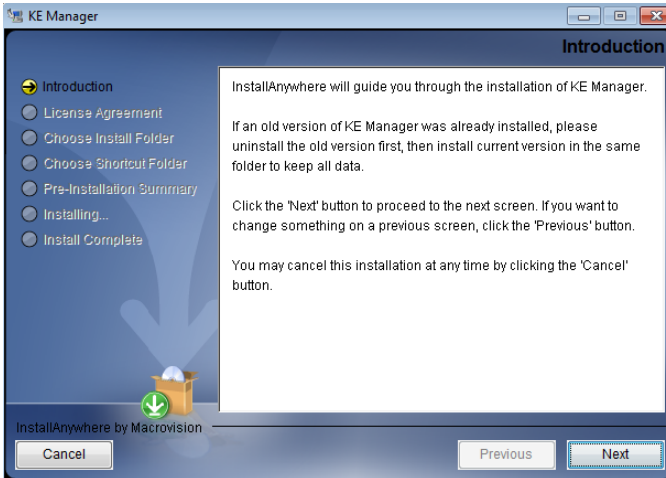 KE Manager
Introduction
Introduction
License Agreement
Choose Install Folder
Choose Shortcut Folder
Pre-Installation Summary
Installing...
Install Complete
InstallAnywhere will guide you through the installation of KE Manager.
If an old version of KE Manager was already installed, please
uninstall the old version first, then install current version in the same
folder to keep all data.
Click the 'Next' button to proceed to the next screen. If you want to
change something on a previous screen, click the 'Previous' button.
You may cancel this installation at any time by clicking the 'Cancel'
button.
InstallAnywhere by Macrovision
Cancel
Previous
Next